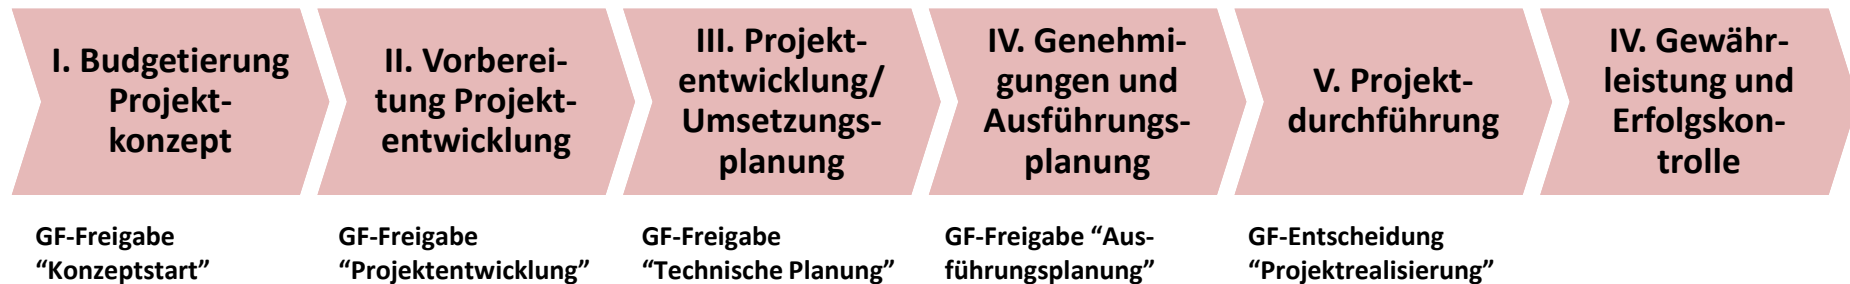 I. Budgetierung
Projekt-
konzept
II. Vorberei-
tung Projekt-
entwicklung
III. Projekt-
entwicklung/
Umsetzungs-
planung
IV. Genehmi-
gungen und
Ausführungs-
planung
V. Projekt-
durchführung
IV. Gewähr-
leistung und
Erfolgskon-
trolle
GF-Freigabe
“Konzeptstart”
GF-Freigabe
“Projektentwicklung”
GF-Freigabe
“Technische Planung”
GF-Freigabe “Aus-
führungsplanung”
GF-Entscheidung
“Projektrealisierung”